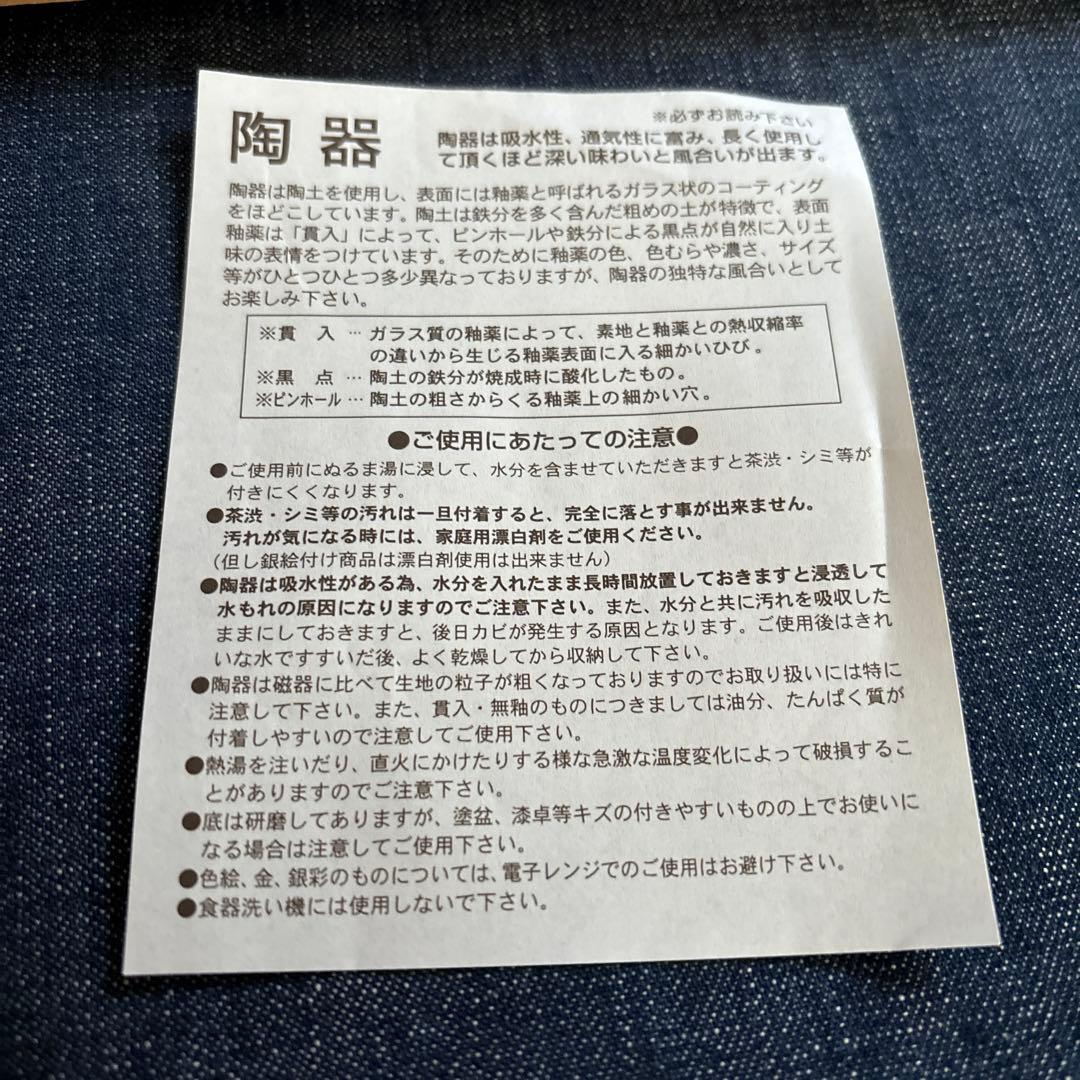 陶 器
※必ずお読み下さい
陶器は吸水性、通気性に富み、長く使用し
て頂くほど深い味わいと風合いが出ます。
陶器は陶土を使用し、表面には釉薬と呼ばれるガラス状のコーティング
をほどこしています。陶土は鉄分を多く含んだ粗めの土が特徴で、表面
釉薬は「貫入」によって、ピンホールや鉄分による黒点が自然に入り土
味の表情をつけています。そのために釉薬の色、色むらや濃さ、サイズ
等がひとつひとつ多少異なっておりますが、陶器の独特な風合いとして
お楽しみ下さい。
※貫　入 … ガラス質の釉薬によって、素地と釉薬との熱収縮率
の違いから生じる釉薬表面に入る細かいひび。
※黒　点 … 陶土の鉄分が焼成時に酸化したもの。
※ピンホール … 陶土の粗さからくる釉薬上の細かい穴。
●ご使用にあたっての注意●
●ご使用前にぬるま湯に浸して、水分を含ませていただきますと茶渋・シミ等が
付きにくくなります。
●茶渋・シミ等の汚れは一旦付着すると、完全に落とす事が出来ません。
汚れが気になる時には、家庭用漂白剤をご使用ください。
（但し銀絵付け商品は漂白剤使用は出来ません）
●陶器は吸水性がある為、水分を入れたまま長時間放置しておきますと浸透して
水もれの原因になりますのでご注意下さい。また、水分と共に汚れを吸収した
ままにしておきますと、後日カビが発生する原因となります。ご使用後はきれ
いな水ですすいだ後、よく乾燥してから収納して下さい。
●陶器は磁器に比べて生地の粒子が粗くなっておりますのでお取り扱いには特に
注意して下さい。また、貫入・無釉のものにつきましては油分、たんぱく質が
付着しやすいので注意してご使用下さい。
●熱湯を注いだり、直火にかけたりする様な急激な温度変化によって破損するこ
とがありますのでご注意下さい。
●底は研磨してありますが、塗盆、漆卓等キズの付きやすいものの上でお使いに
なる場合は注意してご使用下さい。
●色絵、金、銀彩のものについては、電子レンジでのご使用はお避け下さい。
●食器洗い機には使用しないで下さい。